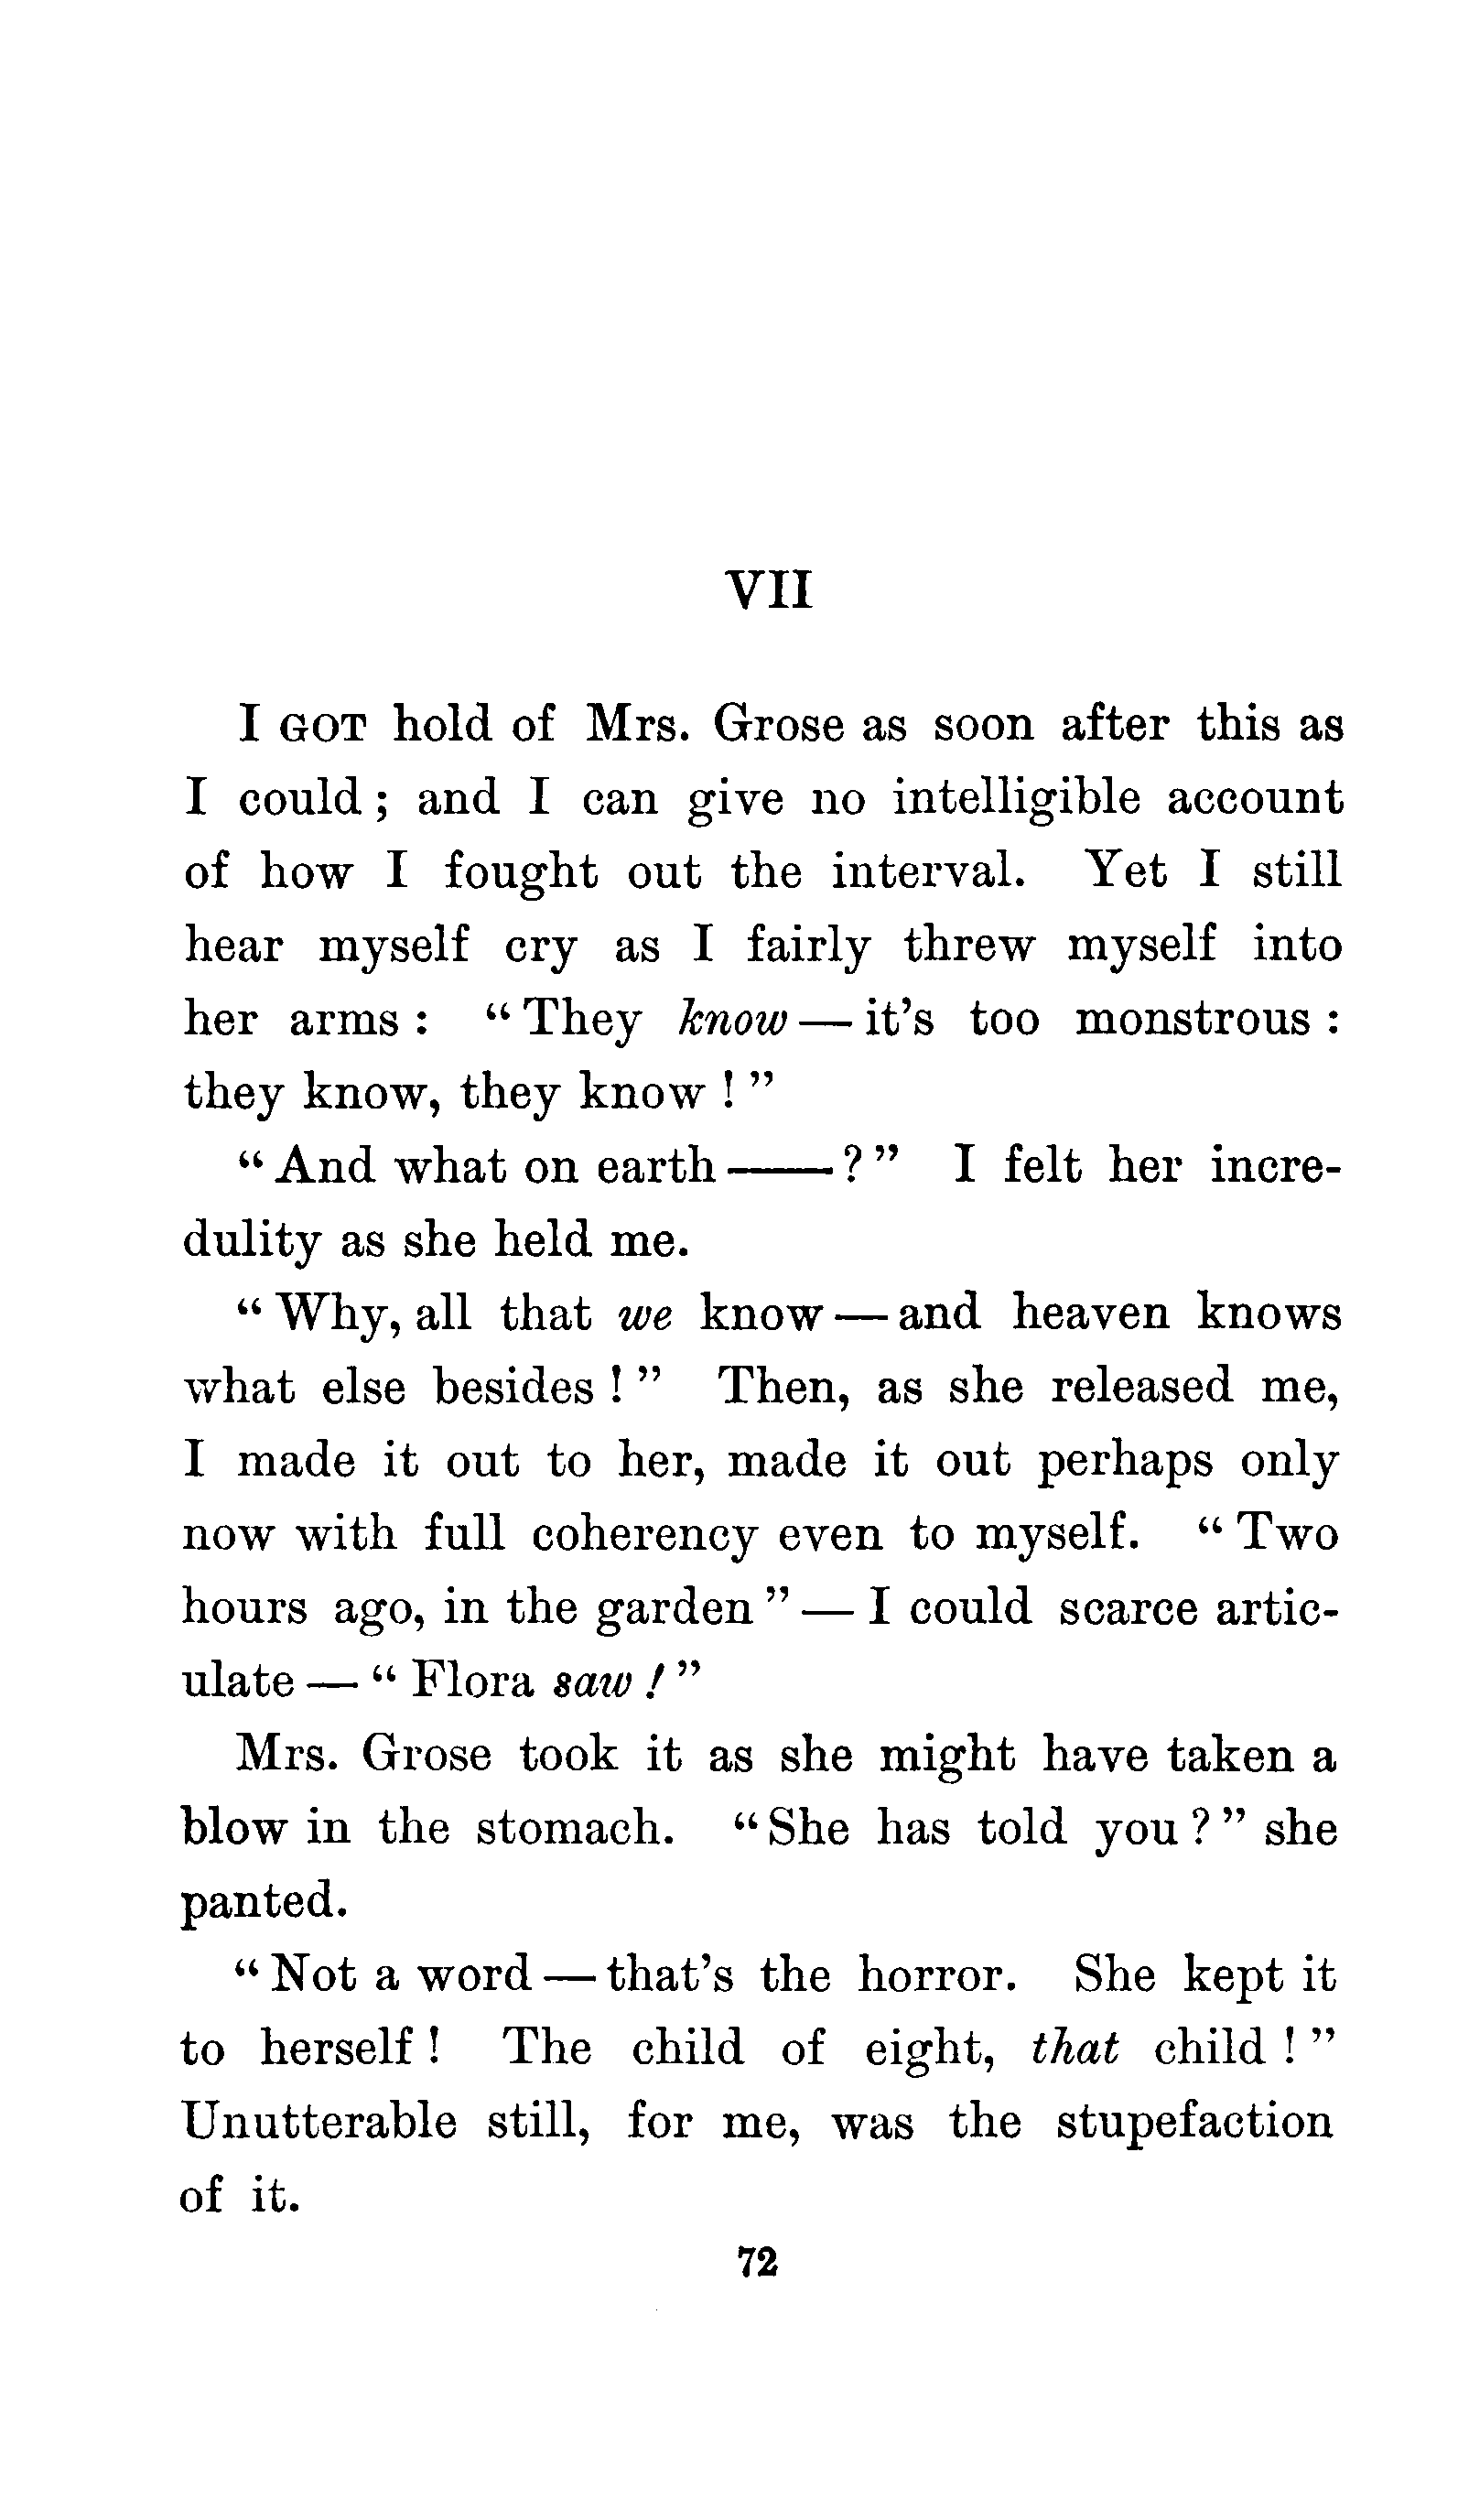 VII
I GOT hold of Mrs. Grose as soon after this as
I could; and I can give no intelligible account
of how I fought out the interval. Yet I still
hear myself cry as I fairly threw myself into
her arms: “They know—it’s too monstrous:
they know, they know!”
“And what on earth——?” I felt her incre-
dulity as she held me.
“Why, all that we know—and heaven knows
what else besides!” Then, as she released me,
I made it out to her, made it out perhaps only
now with full coherency even to myself. “Two
hours ago, in the garden”—I could scarce artic-
ulate—“Flora saw!”
Mrs. Grose took it as she might have taken a
blow in the stomach. “She has told you?” she
panted.
“Not a word—that’s the horror. She kept it
to herself! The child of eight, that child!”
Unutterable still, for me, was the stupefaction
of it.
72